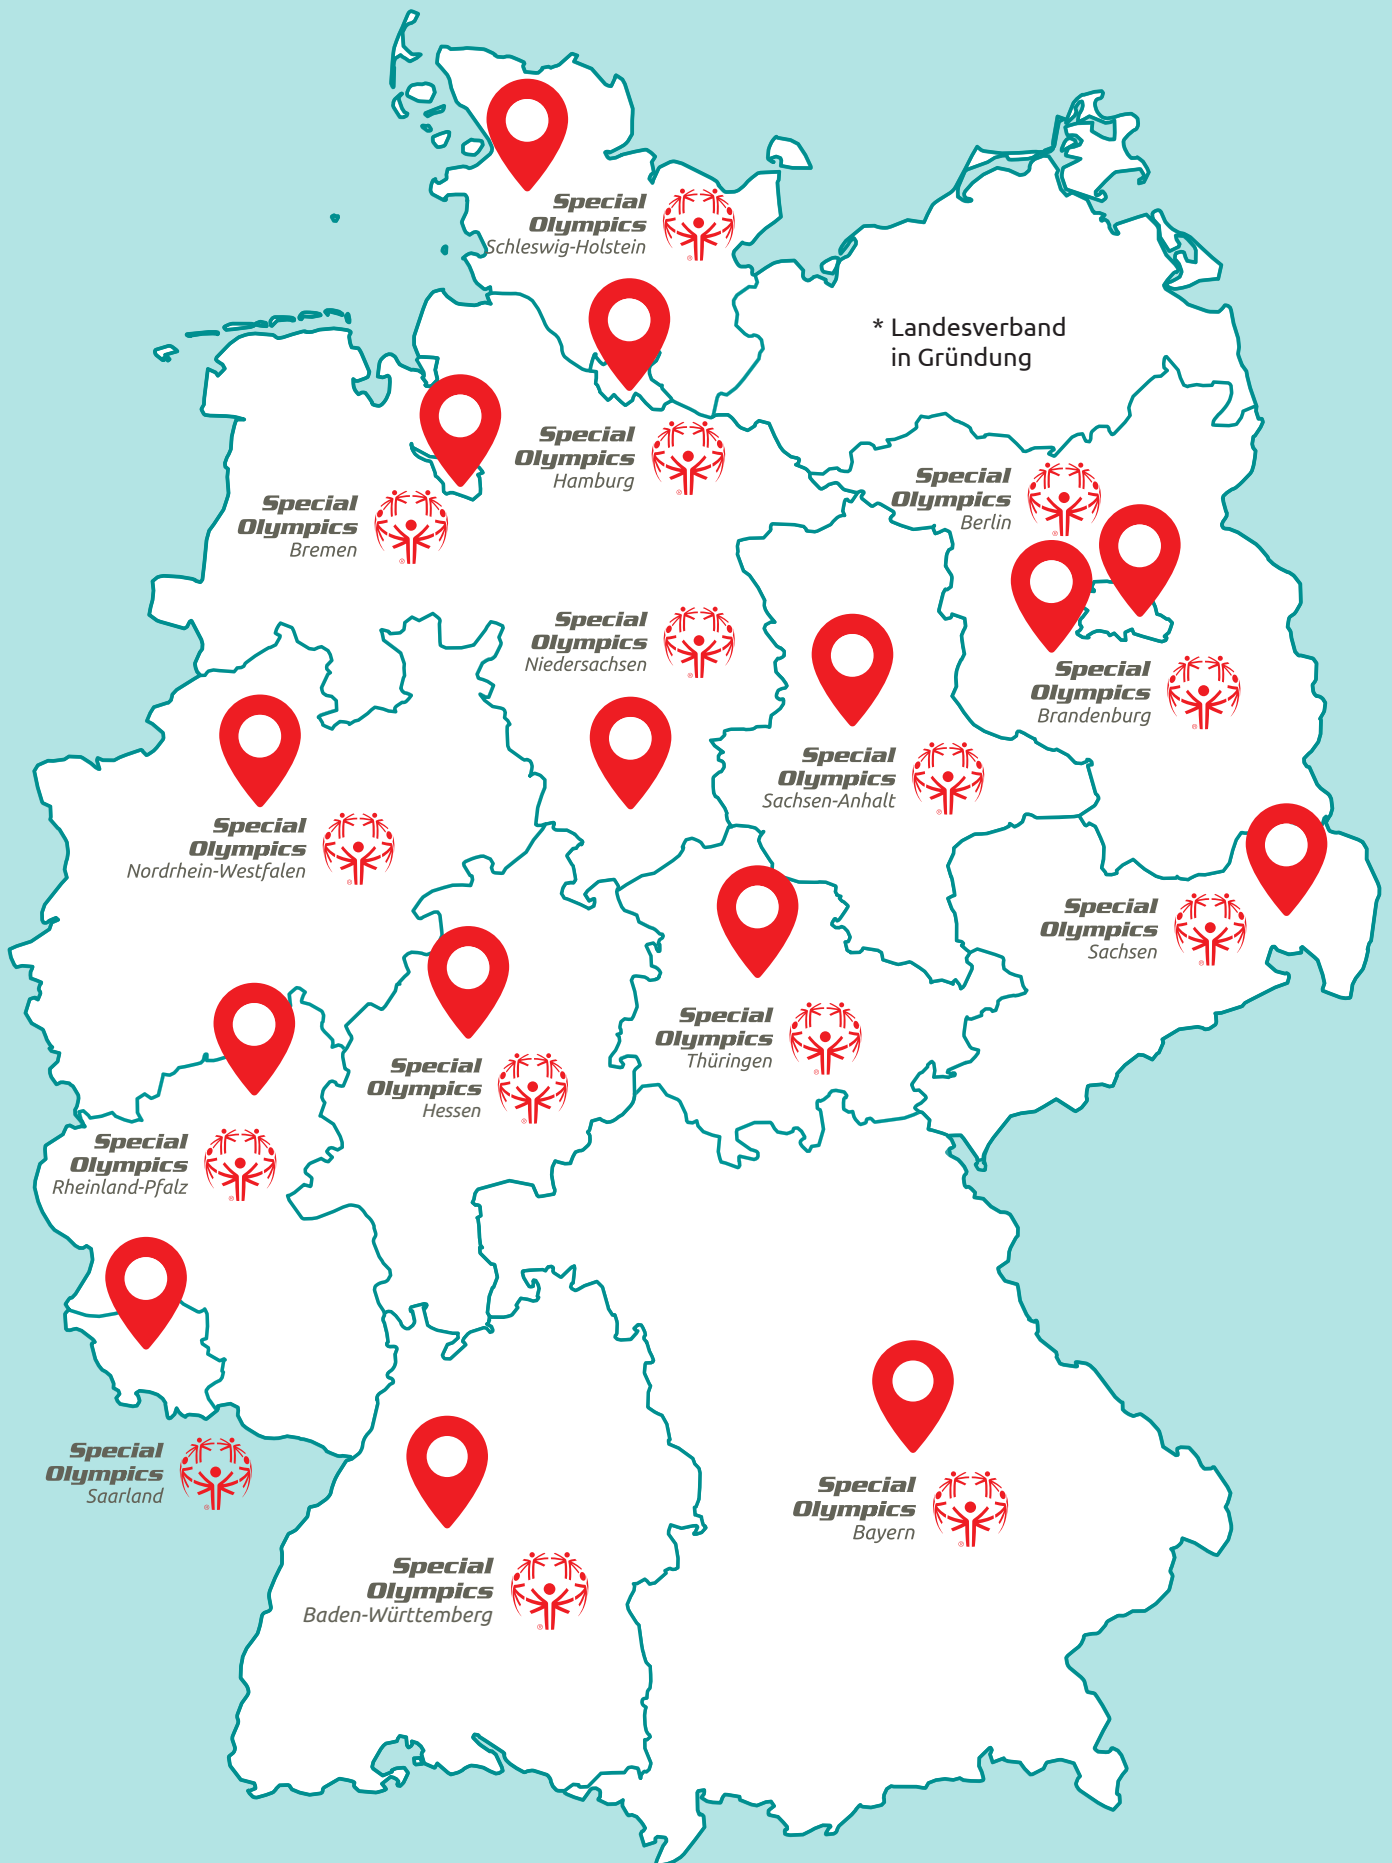 Special
Olympics
Schleswig-Holstein
* Landesverband
in Gründung
Special
Olympics
Hamburg
Special
Olympics
Berlin
Special
Olympics
Bremen
Special
Olympics
Niedersachsen
Special
Olympics
Brandenburg
Special
Olympics
Sachsen-Anhalt
Special
Olympics
Nordrhein-Westfalen
Special
Olympics
Sachsen
Special
Olympics
Thüringen
Special
Olympics
Hessen
Special
Olympics
Rheinland-Pfalz
Special
Olympics
Saarland
Special
Olympics
Bayern
Special
Olympics
Baden-Württemberg